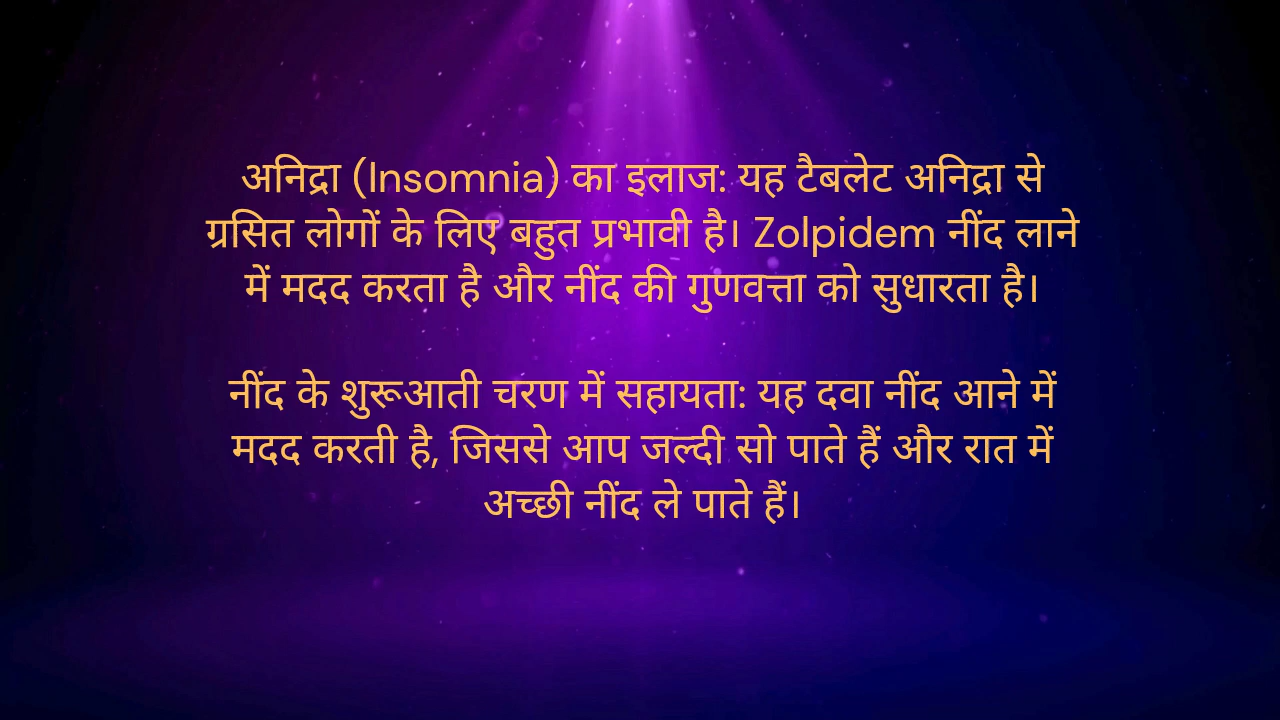 अनिद्रा (Insomnia) का इलाज: यह टैबलेट अनिद्रा से
ग्रसित लोगों के लिए बहुत प्रभावी है। Zolpidem नींद लाने
में मदद करता है और नींद की गुणवत्ता को सुधारता है।
नींद के शुरूआती चरण में सहायता: यह दवा नींद आने में
मदद करती है, जिससे आप जल्दी सो पाते हैं और रात में
अच्छी नींद ले पाते हैं।